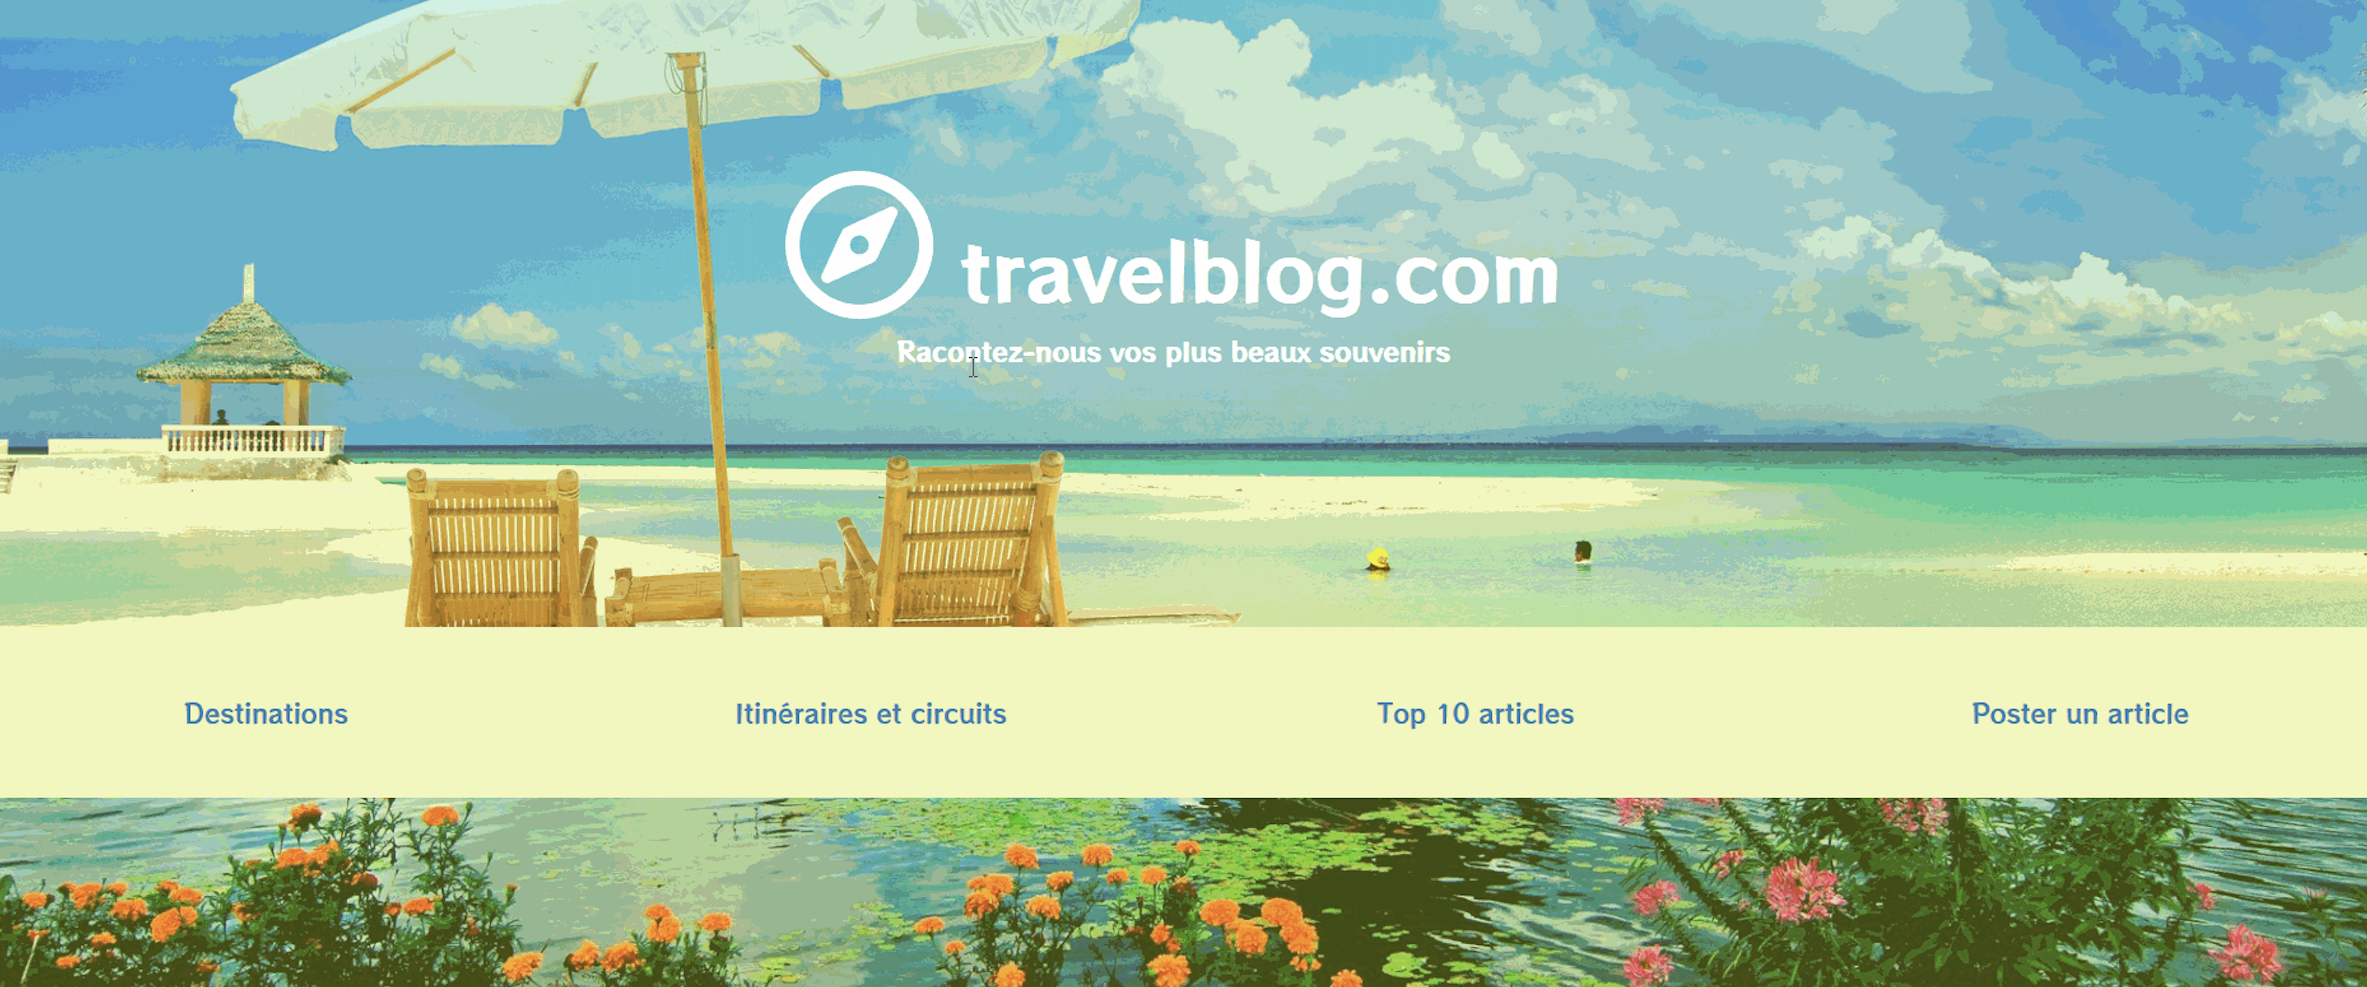 travelblog.com
Racontez-nous vos plus beaux souvenirs
Destinations
Itinéraires et circuits
Top 10 articles
Poster un article